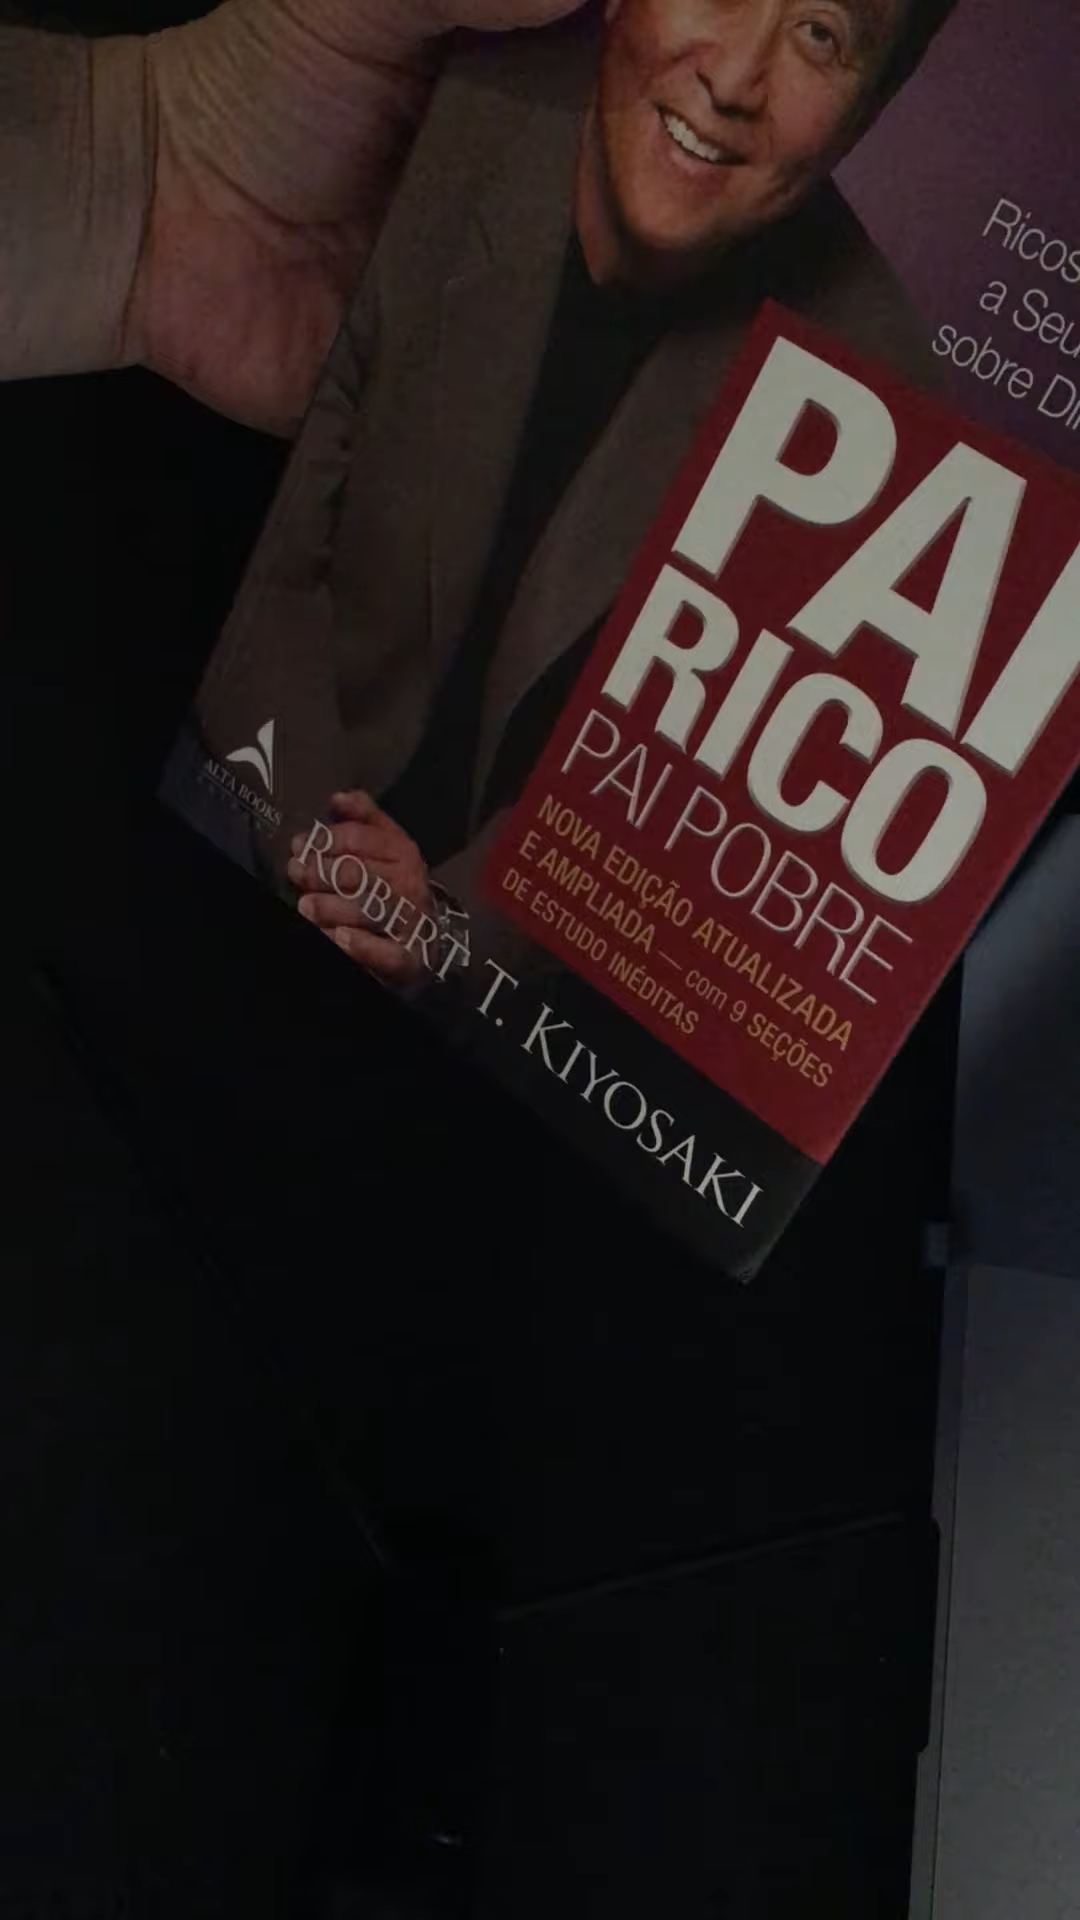 Ricos
a Seu
sobre
PAI
RICO
PAI POBRE
NOVA EDIÇÃO ATUALIZADA
E AMPLIADA — com 9 SEÇÕES
DE ESTUDO INÉDITAS
ALTA BOOKS
ROBERT T. KIYOSAKI